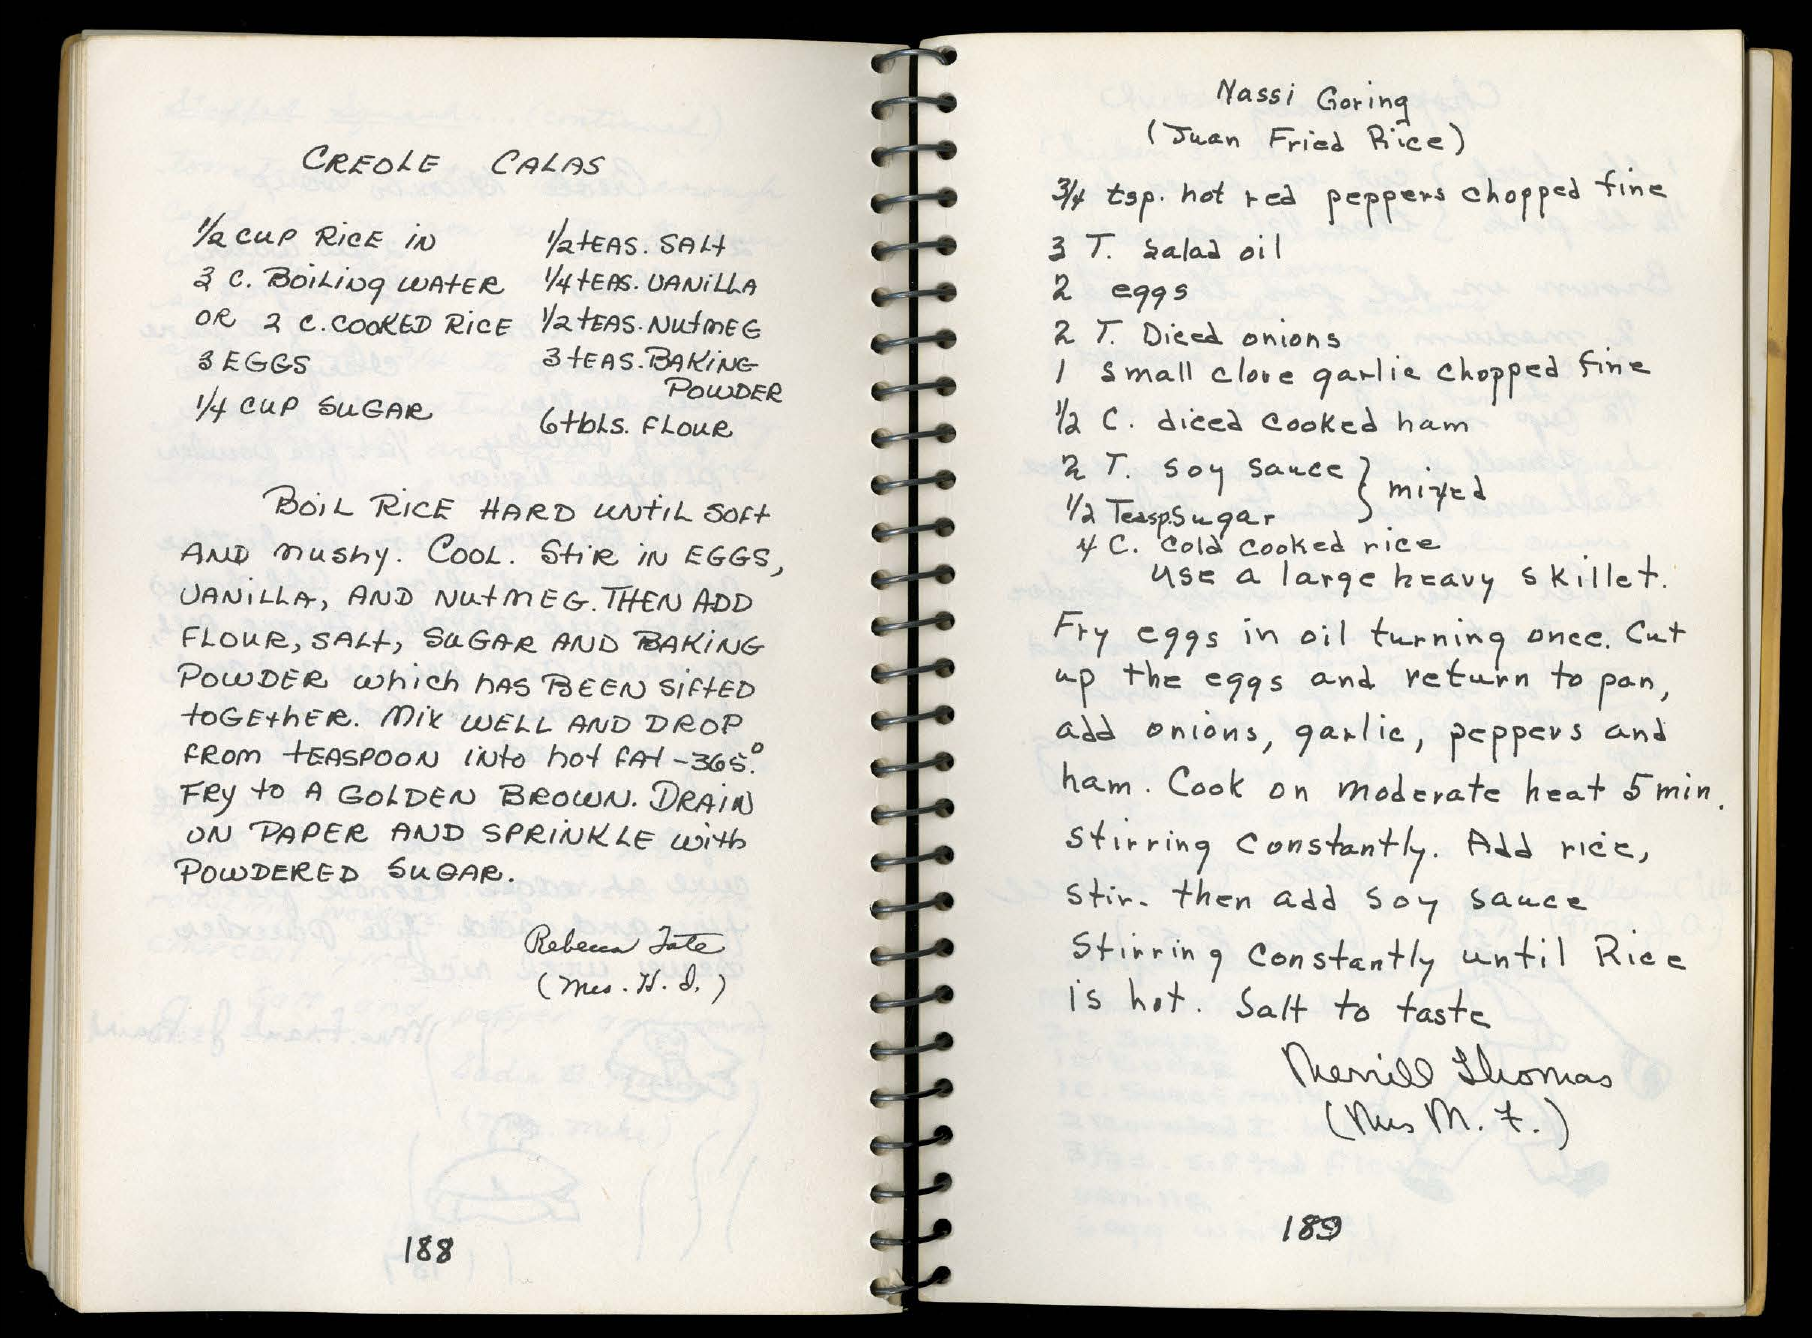 CREOLE CALAS
1/2 CUP RICE IN
3 C. BOILING WATER
OR 2 C. COOKED RICE
3 EGGS
1/4 CUP SUGAR
1/2 TEAS. SALT
1/4 TEAS. VANILLA
1/2 TEAS. NUTMEG
3 TEAS. BAKING
POWDER
6 tbLS. FLOUR
BOIL RICE HARD UNTIL SOFT
AND MUSHY. COOL. STIR IN EGGS,
VANILLA, AND NUTMEG. THEN ADD
FLOUR, SALT, SUGAR AND BAKING
POWDER WHICH HAS BEEN SIFTED
TOGETHER. MIX WELL AND DROP
FROM TEASPOON INTO HOT FAT - 365°.
FRY TO A GOLDEN BROWN. DRAIN
ON PAPER AND SPRINKLE WITH
POWDERED SUGAR.
Rebecca Tate
(Mrs. H. D.)
188
Nassi Goring
(Juan Fried Rice)
3/4 tsp. hot red peppers chopped fine
3 T. Salad oil
2 eggs
2 T. Diced onions
1 small clove garlic chopped fine
1/2 C. diced cooked ham
2 T. soy sauce } mixed
1/2 Teasp. Sugar
4 C. cold cooked rice
Use a large heavy skillet.
Fry eggs in oil turning once. Cut
up the eggs and return to pan,
add onions, garlic, peppers and
ham. Cook on moderate heat 5 min.
stirring constantly. Add rice,
stir. then add soy sauce
Stirring constantly until Rice
is hot. Salt to taste
Merrill Thomas
(Mrs M. F.)
189